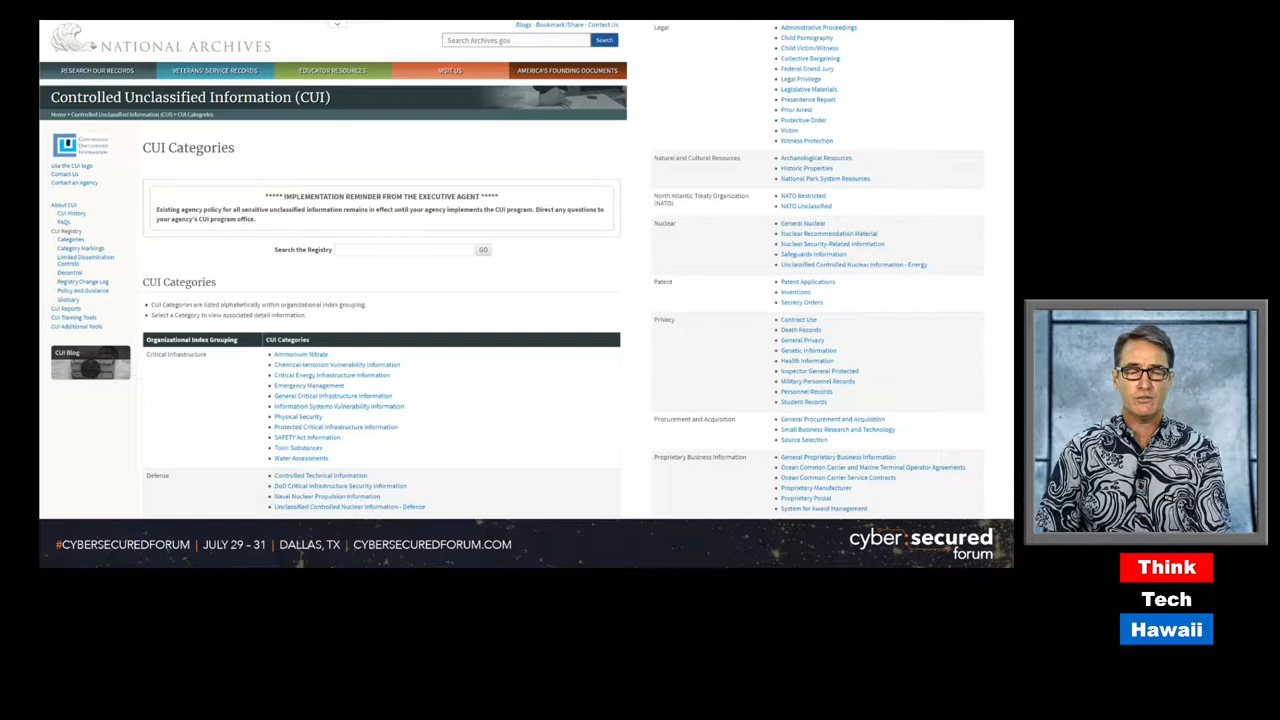 Blogs · Bookmark/Share · Contact Us
NATIONAL ARCHIVES
Search Archives.gov
Search
RESEARCH OUR RECORDS
VETERANS' SERVICE RECORDS
EDUCATOR RESOURCES
VISIT US
AMERICA'S FOUNDING DOCUMENTS
Controlled Unclassified Information (CUI)
Home > Controlled Unclassified Information (CUI) > CUI Categories
CONTROLLED
UNCLASSIFIED
INFORMATION
Use the CUI logo
Contact Us
Contact an Agency
About CUI
CUI History
FAQs
CUI Registry
Categories
Category Markings
Limited Dissemination
Controls
Decontrol
Registry Change Log
Policy and Guidance
Glossary
CUI Reports
CUI Training Tools
CUI Additional Tools
CUI Blog
CUI Categories
***** IMPLEMENTATION REMINDER FROM THE EXECUTIVE AGENT *****
Existing agency policy for all sensitive unclassified information remains in effect until your agency implements the CUI program. Direct any questions to
your agency's CUI program office.
Search the Registry
GO
CUI Categories
• CUI Categories are listed alphabetically within organizational index grouping.
• Select a Category to view associated detail information.
Organizational Index Grouping
CUI Categories
Critical Infrastructure
• Ammonium Nitrate
• Chemical-terrorism Vulnerability Information
• Critical Energy Infrastructure Information
• Emergency Management
• General Critical Infrastructure Information
• Information Systems Vulnerability Information
• Physical Security
• Protected Critical Infrastructure Information
• SAFETY Act Information
• Toxic Substances
• Water Assessments
Defense
• Controlled Technical Information
• DoD Critical Infrastructure Security Information
• Naval Nuclear Propulsion Information
• Unclassified Controlled Nuclear Information - Defense
Legal
• Administrative Proceedings
• Child Pornography
• Child Victim/Witness
• Collective Bargaining
• Federal Grand Jury
• Legal Privilege
• Legislative Materials
• Presentence Report
• Prior Arrest
• Protective Order
• Victim
• Witness Protection
Natural and Cultural Resources
• Archaeological Resources
• Historic Properties
• National Park System Resources
North Atlantic Treaty Organization
(NATO)
• NATO Restricted
• NATO Unclassified
Nuclear
• General Nuclear
• Nuclear Recommendation Material
• Nuclear Security-Related Information
• Safeguards Information
• Unclassified Controlled Nuclear Information - Energy
Patent
• Patent Applications
• Inventions
• Secrecy Orders
Privacy
• Contract Use
• Death Records
• General Privacy
• Genetic Information
• Health Information
• Inspector General Protected
• Military Personnel Records
• Personnel Records
• Student Records
Procurement and Acquisition
• General Procurement and Acquisition
• Small Business Research and Technology
• Source Selection
Proprietary Business Information
• General Proprietary Business Information
• Ocean Common Carrier and Marine Terminal Operator Agreements
• Ocean Common Carrier Service Contracts
• Proprietary Manufacturer
• Proprietary Postal
• System for Award Management
#CYBERSECUREDFORUM | JULY 29 – 31 | DALLAS, TX | CYBERSECUREDFORUM.COM
cyber:secured
forum
Think
Tech
Hawaii